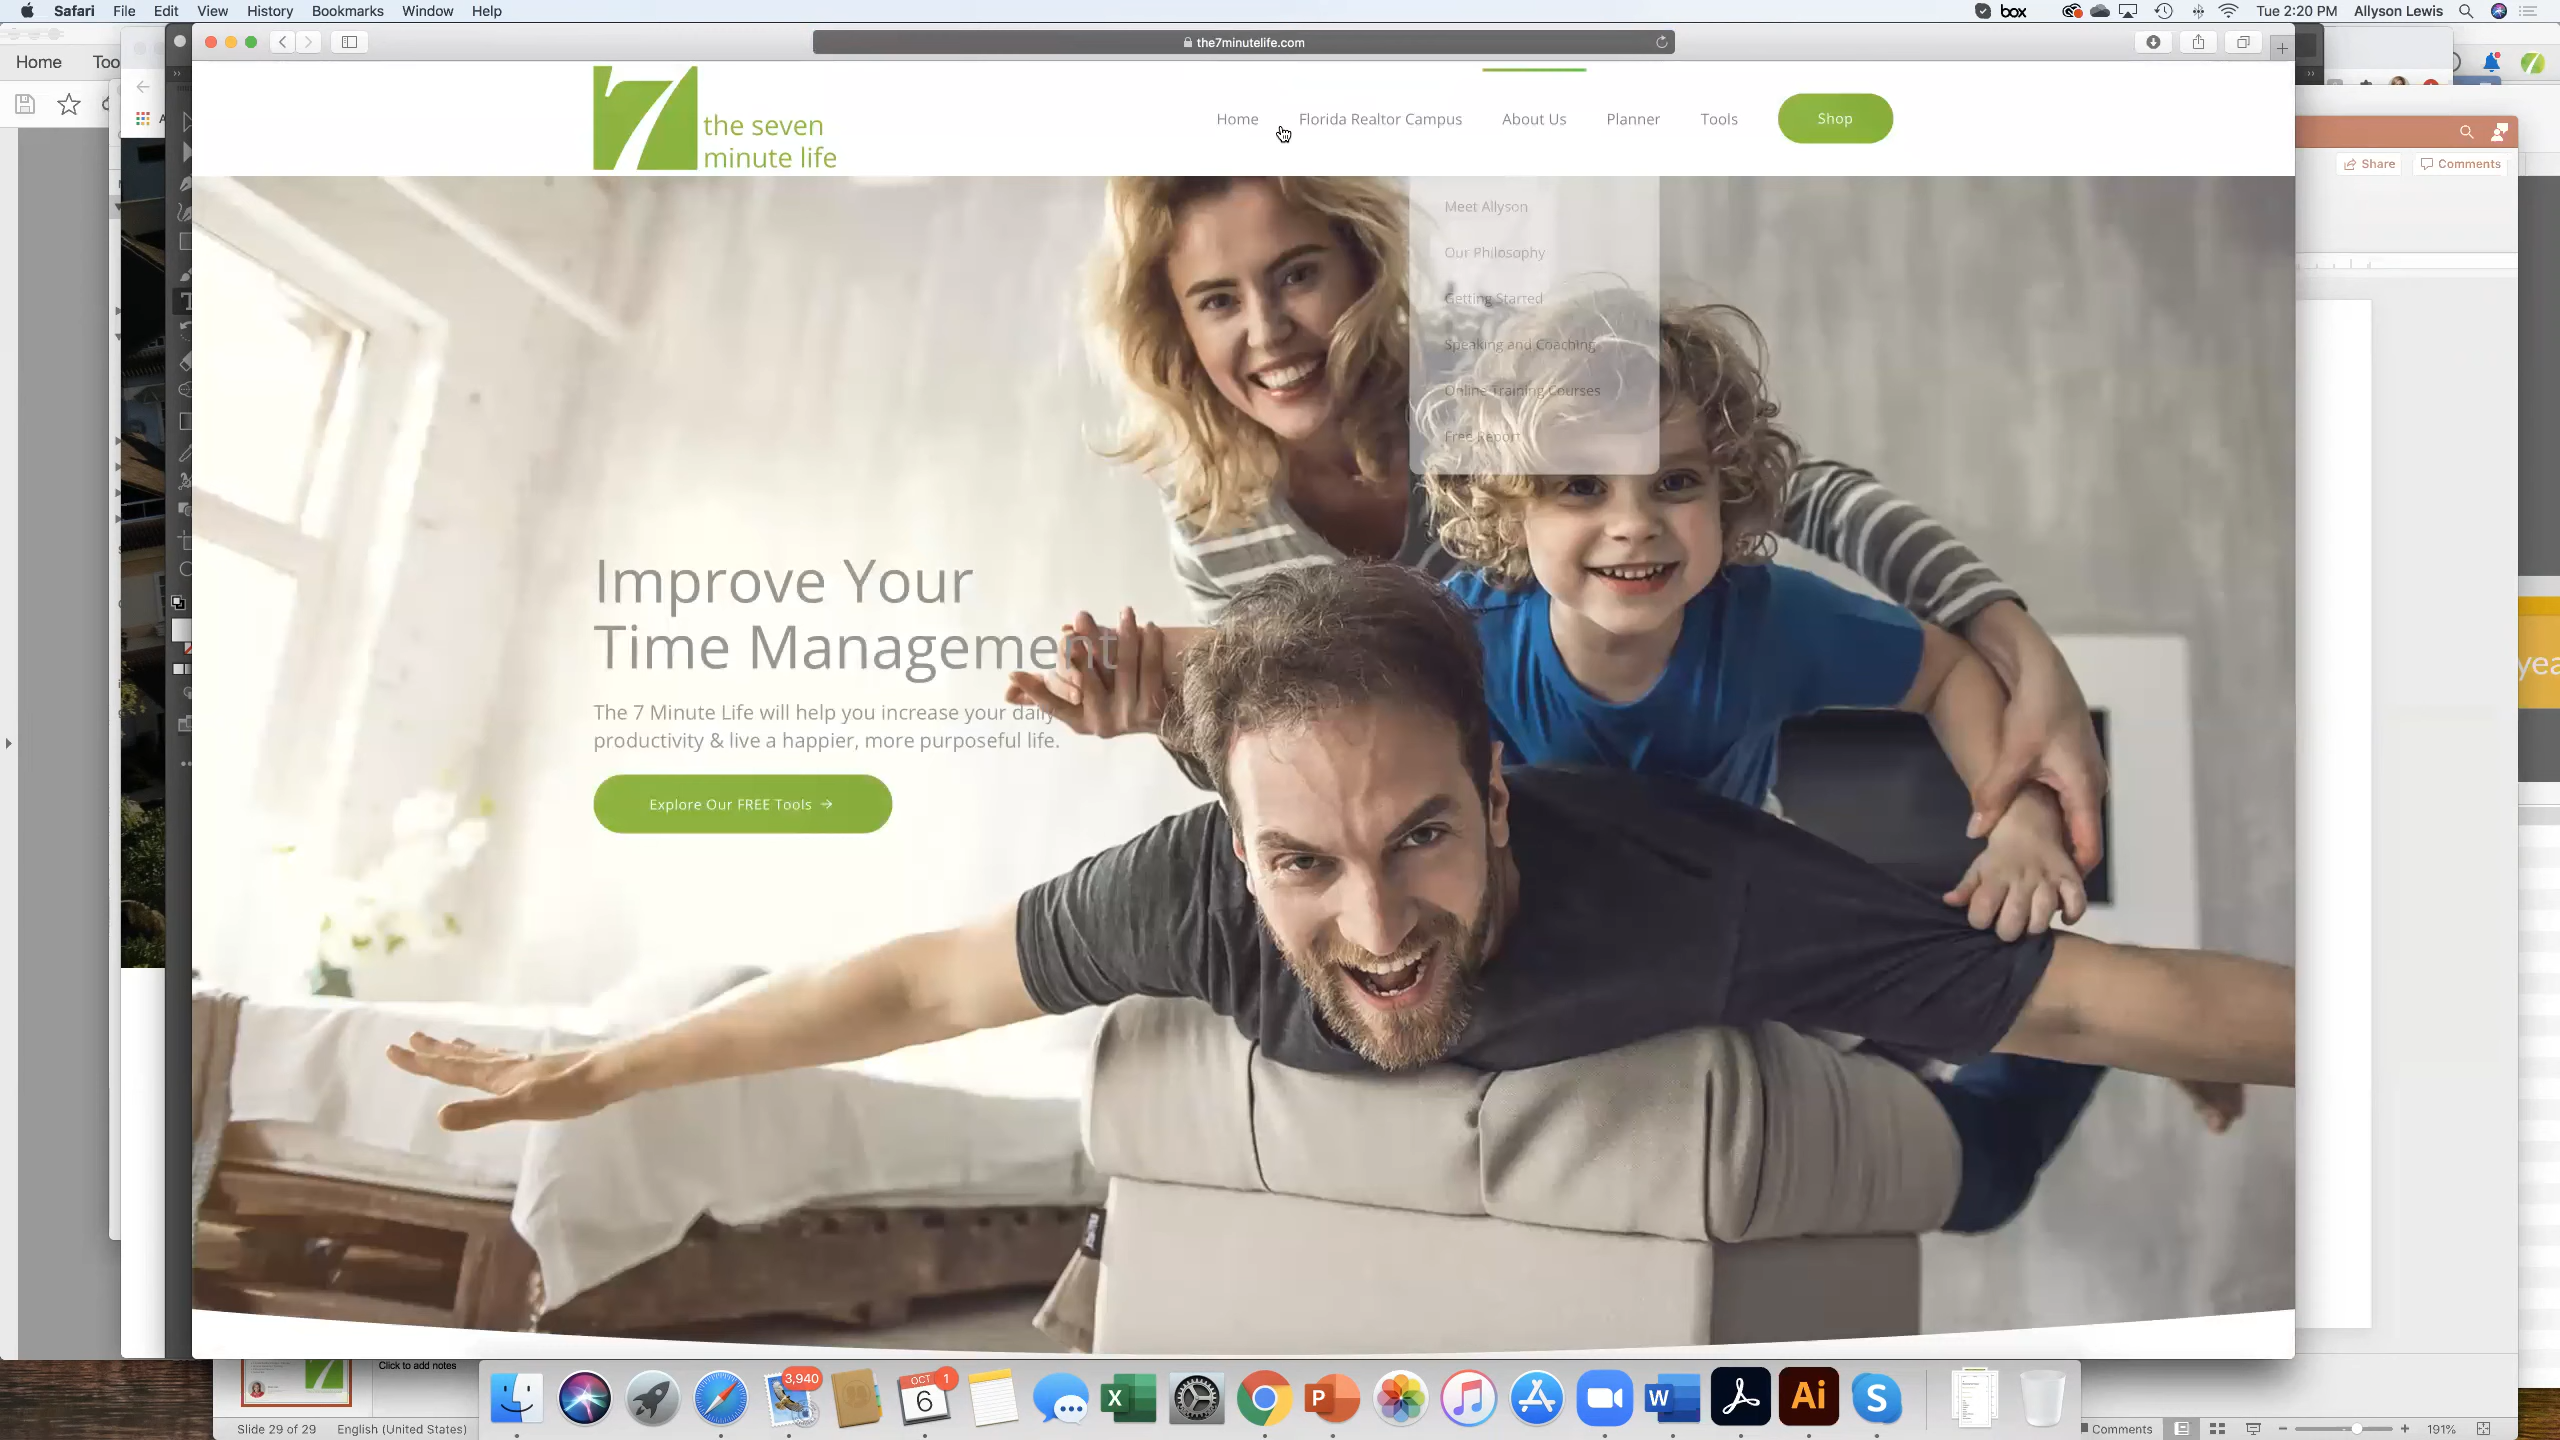 Safari File Edit View History Bookmarks Window Help
box Tue 2:20 PM Allyson Lewis
the7minutelife.com
Home
7 the seven
minute life
Home Florida Realtor Campus About Us Planner Tools Shop
Share Comments
Meet Allyson
Our Philosophy
Getting Started
Speaking and Coaching
Online Training Courses
Free Report
Improve Your
Time Management
The 7 Minute Life will help you increase your daily
productivity & live a happier, more purposeful life.
Explore Our FREE Tools →
7
Click to add notes
3,940
OCT 1
6
X
P
W
Ai
S
Slide 29 of 29 English (United States)
Comments
191%